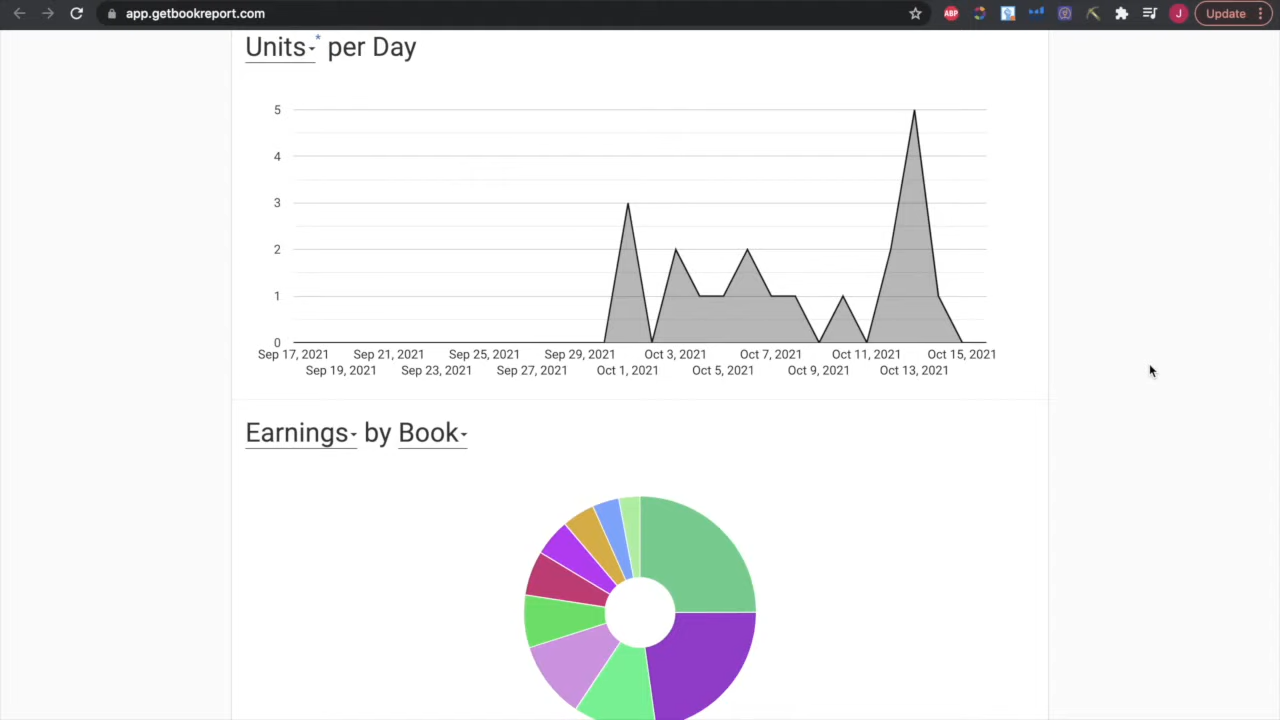 app.getbookreport.com
ABP
J
Update
Units * per Day
5
4
3
2
1
0
Sep 17, 2021 Sep 21, 2021 Sep 25, 2021 Sep 29, 2021 Oct 3, 2021 Oct 7, 2021 Oct 11, 2021 Oct 15, 2021
Sep 19, 2021 Sep 23, 2021 Sep 27, 2021 Oct 1, 2021 Oct 5, 2021 Oct 9, 2021 Oct 13, 2021
Earnings by Book